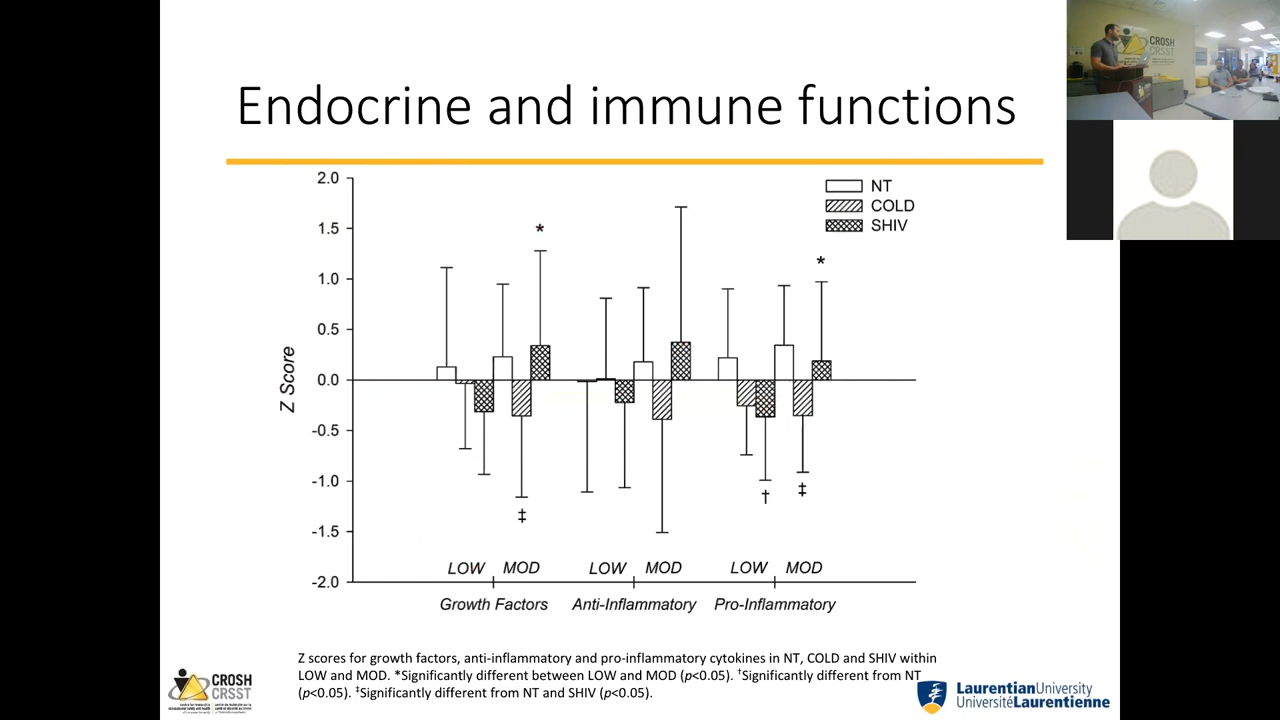 Endocrine and immune functions
CROSH
CRSST
2.0
1.5
1.0
0.5
0.0
-0.5
-1.0
-1.5
-2.0
Z Score
NT
COLD
SHIV
*
*
‡
†
‡
LOW MOD LOW MOD LOW MOD
Growth Factors Anti-Inflammatory Pro-Inflammatory
Z scores for growth factors, anti-inflammatory and pro-inflammatory cytokines in NT, COLD and SHIV within
LOW and MOD. *Significantly different between LOW and MOD (p<0.05). †Significantly different from NT
(p<0.05). ‡Significantly different from NT and SHIV (p<0.05).
CROSH
CRSST
LaurentianUniversity
UniversitéLaurentienne